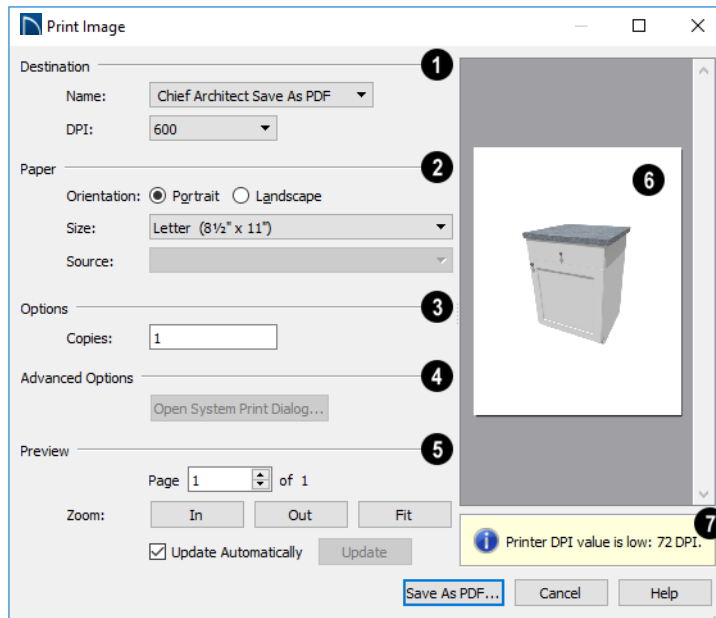 Print Image
Destination
1
Name: Chief Architect Save As PDF
DPI: 600
Paper
2
Orientation: Portrait Landscape
Size: Letter (8½" x 11")
Source:
Options
3
Copies: 1
Advanced Options
4
Open System Print Dialog...
Preview
5
Page 1 of 1
Zoom: In Out Fit
Update Automatically Update
6
7
Printer DPI value is low: 72 DPI.
Save As PDF... Cancel Help